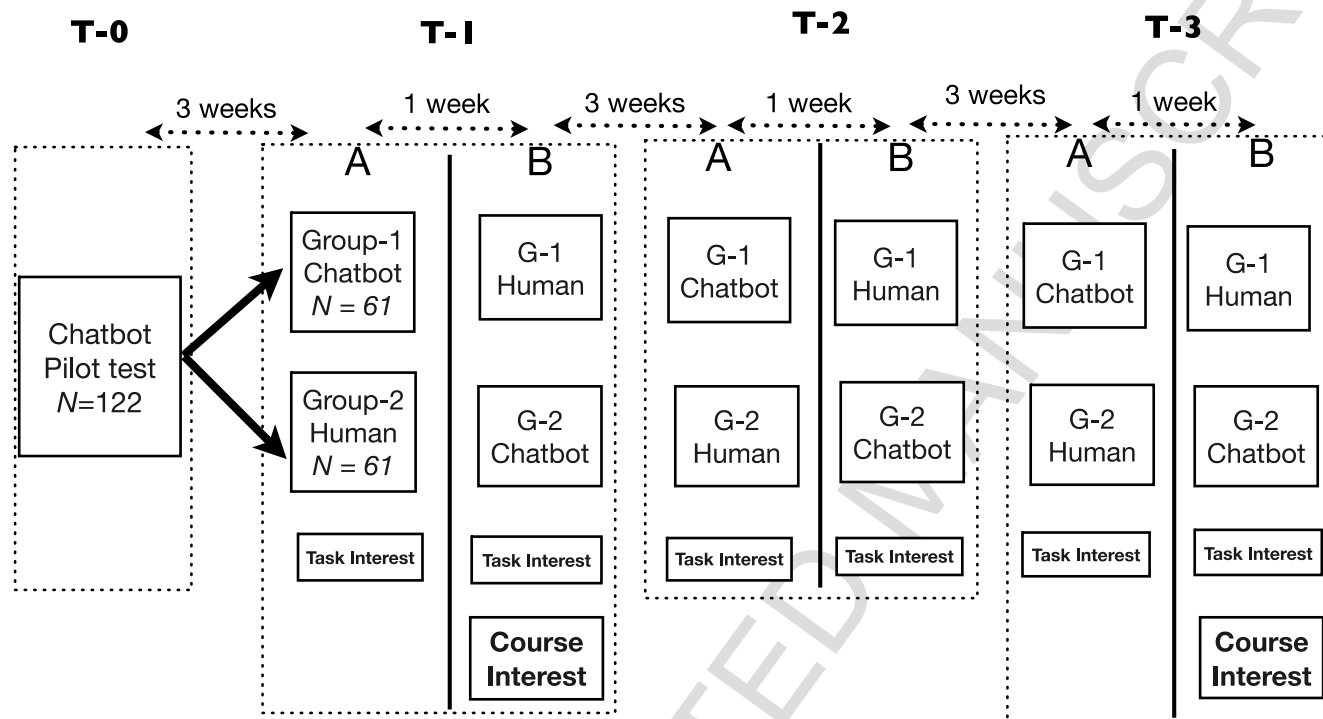 T-0
T-1
T-2
T-3
3 weeks
1 week
3 weeks
1 week
3 weeks
1 week
A
B
A
B
A
B
Chatbot
Pilot test
N=122
Group-1
Chatbot
N = 61
G-1
Human
G-1
Chatbot
G-1
Human
G-1
Chatbot
G-1
Human
Group-2
Human
N = 61
G-2
Chatbot
G-2
Human
G-2
Chatbot
G-2
Human
G-2
Chatbot
Task Interest
Task Interest
Task Interest
Task Interest
Task Interest
Task Interest
Course
Interest
Course
Interest